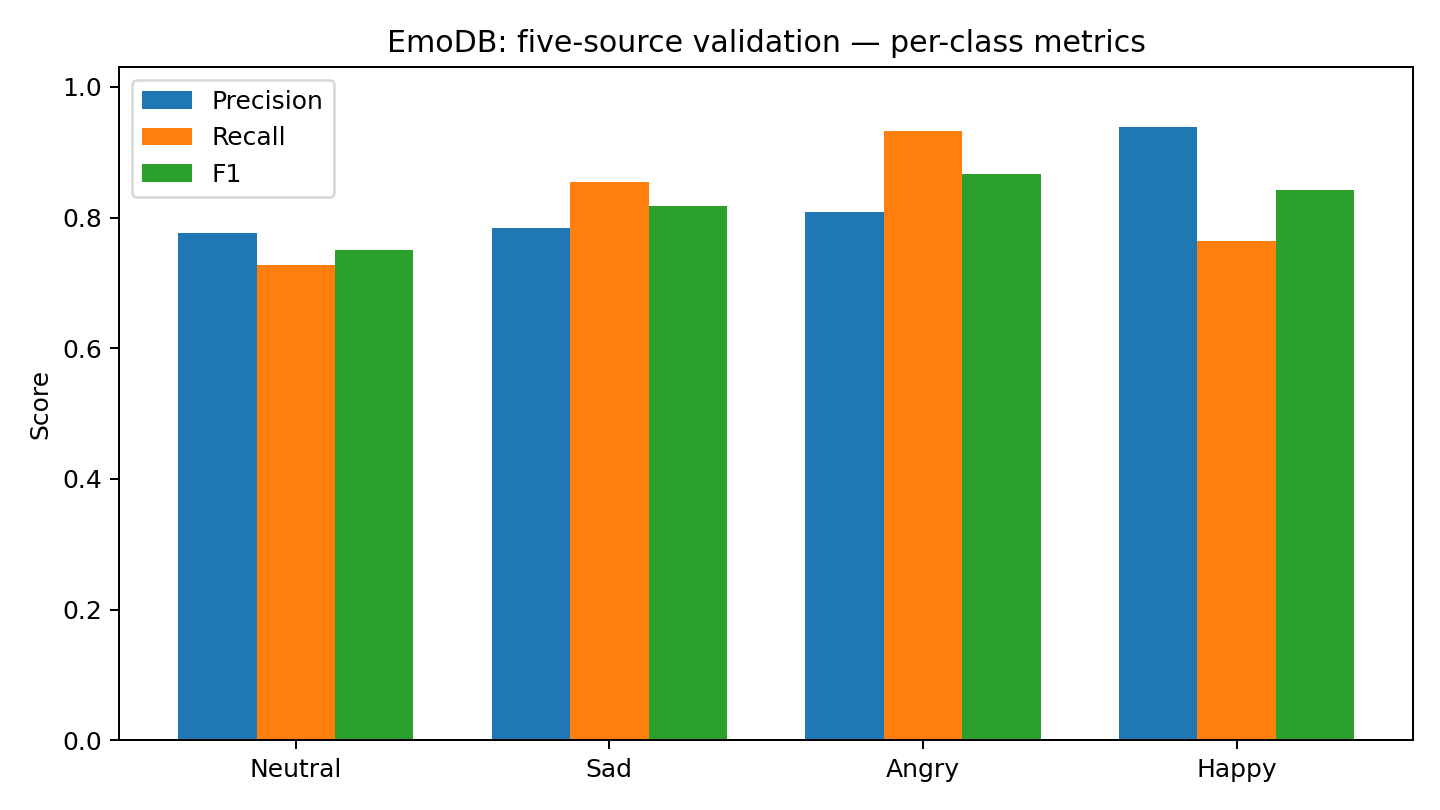 EmoDB: five-source validation — per-class metrics
Precision
Recall
F1
Score
1.0
0.8
0.6
0.4
0.2
0.0
Neutral Sad Angry Happy